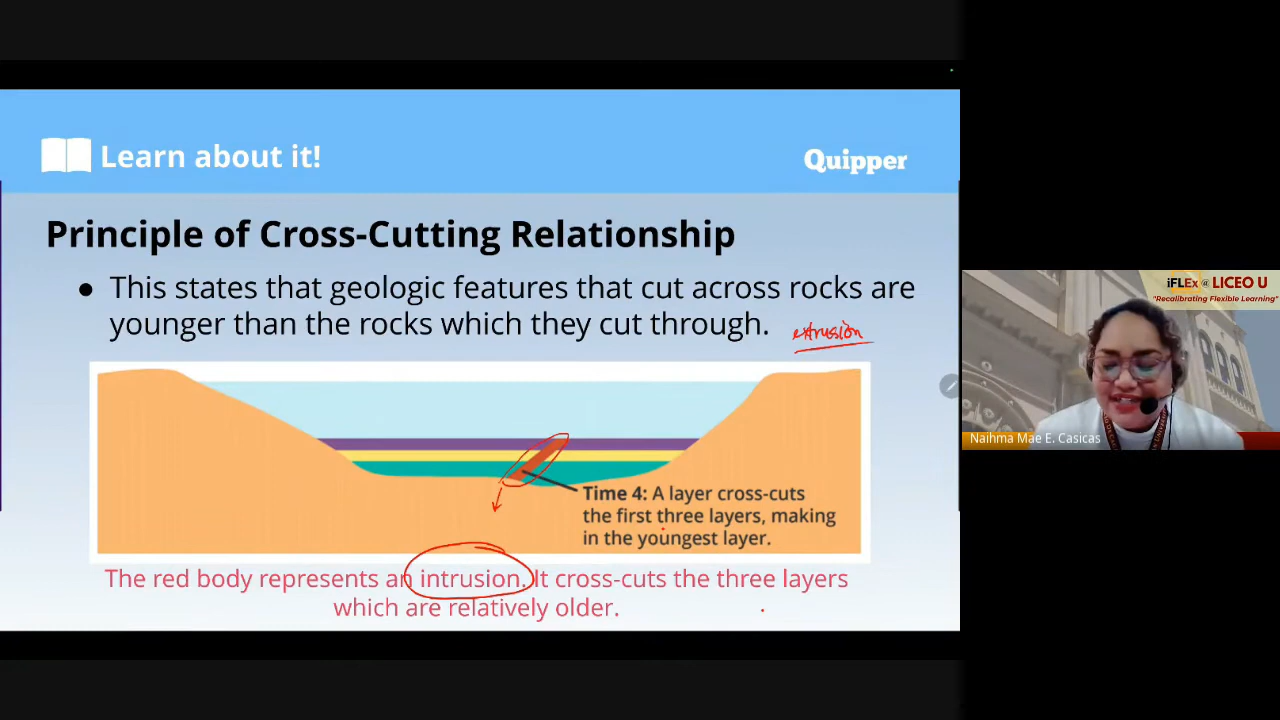 Learn about it!
Quipper
Principle of Cross-Cutting Relationship
● This states that geologic features that cut across rocks are
younger than the rocks which they cut through.
extrusion
Time 4: A layer cross-cuts
the first three layers, making
in the youngest layer.
The red body represents an intrusion. It cross-cuts the three layers
which are relatively older.
iFLEx @ LICEO U
"Recalibrating Flexible Learning"
Naihma Mae E. Casicas